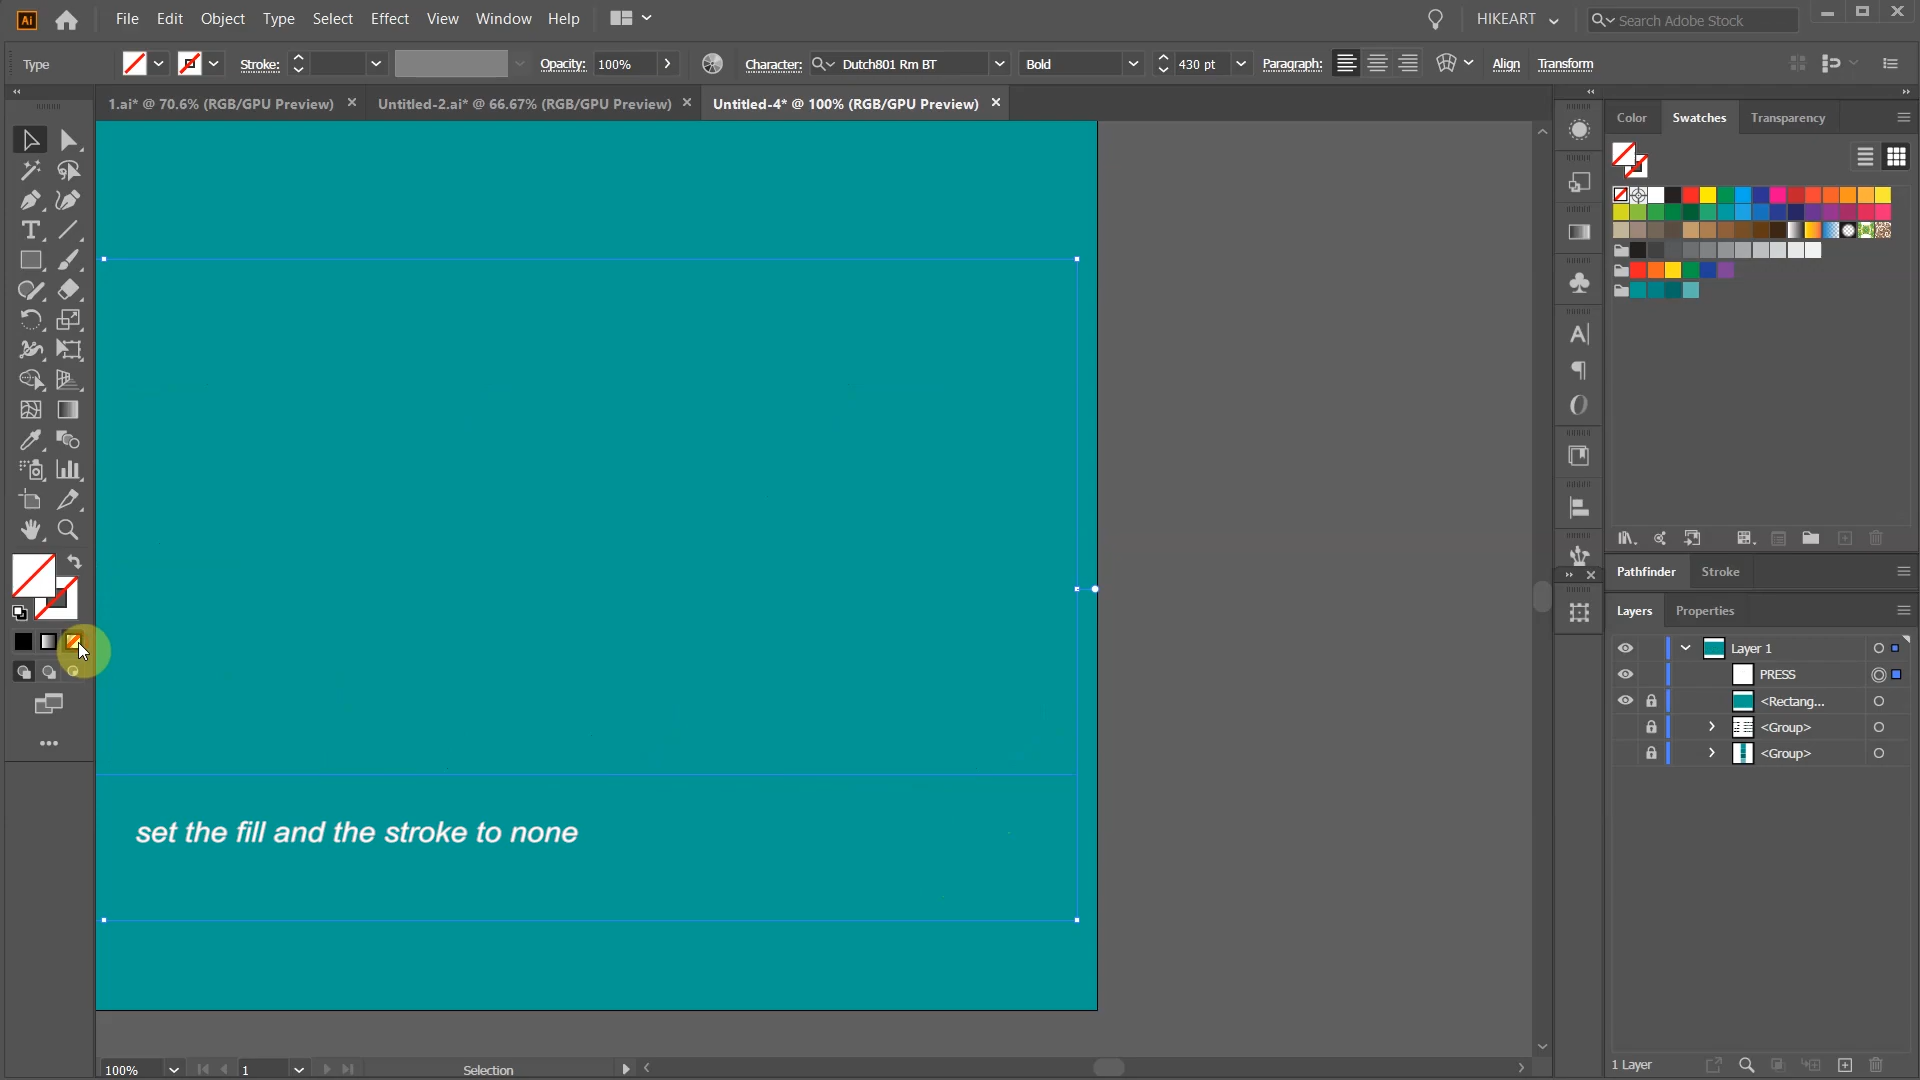 Ai File Edit Object Type Select Effect View Window Help HIKEART Search Adobe Stock
Type Stroke: Opacity: 100% Character: Dutch801 Rm BT Bold 430 pt Paragraph: Align Transform
1.ai* @ 70.6% (RGB/GPU Preview) × Untitled-2.ai* @ 66.67% (RGB/GPU Preview) × Untitled-4* @ 100% (RGB/GPU Preview) ×
Color Swatches Transparency
Pathfinder Stroke
Layers Properties
Layer 1
PRESS
<Rectang...
<Group>
<Group>
set the fill and the stroke to none
100% 1 Selection
1 Layer